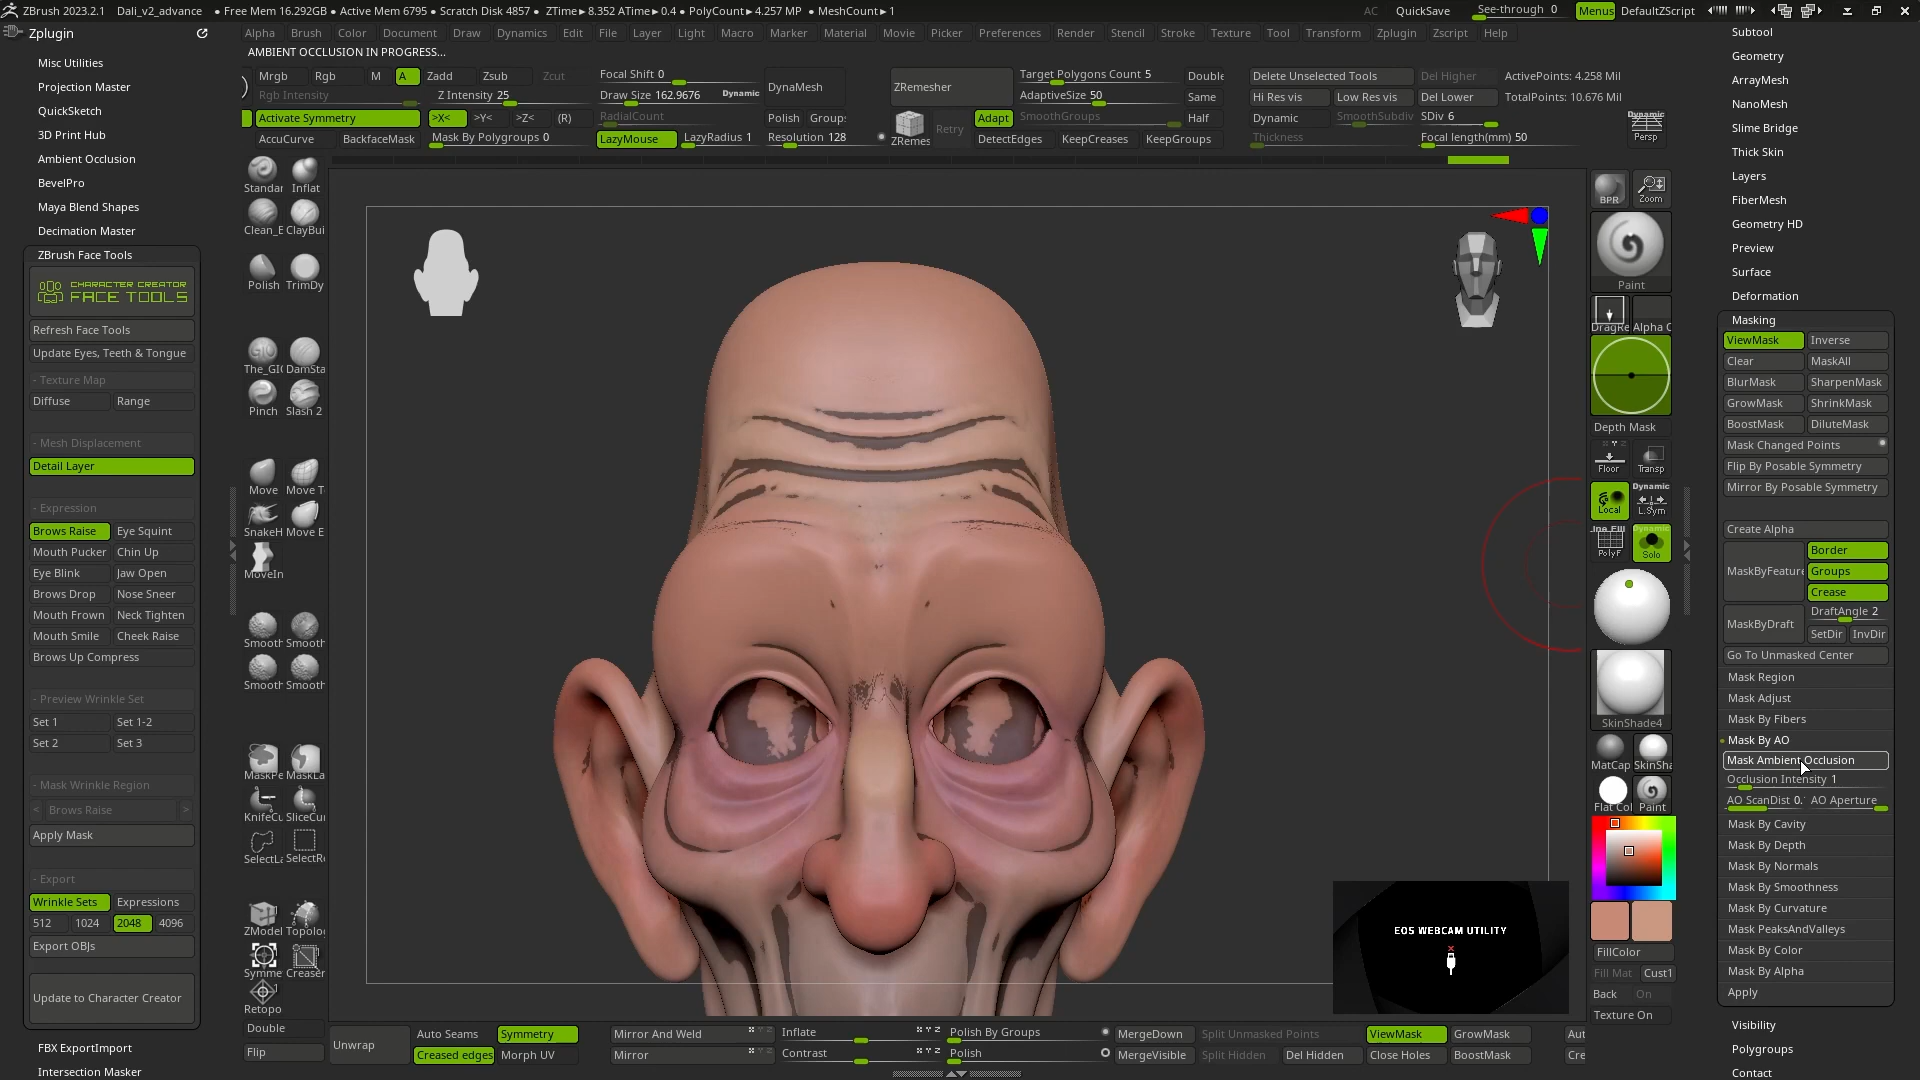 ZBrush 2023.2.1 Dali_v2_advance • Free Mem 16.292GB • Active Mem 6795 • Scratch Disk 4857 • ZTime►8.352 ATime►0.4 • PolyCount►4.257 MP • MeshCount►1 AC QuickSave See-through 0 Menus DefaultZScript
Zplugin
Alpha Brush Color Document Draw Dynamics Edit File Layer Light Macro Marker Material Movie Picker Preferences Render Stencil Stroke Texture Tool Transform Zplugin Zscript Help
AMBIENT OCCLUSION IN PROGRESS...
Mrgb Rgb M A Zadd Zsub Zcut Focal Shift 0 DynaMesh ZRemesher Target Polygons Count 5 Double Delete Unselected Tools Del Higher ActivePoints: 4.258 Mil
Rgb Intensity Z Intensity 25 Draw Size 162.9676 Dynamic AdaptiveSize 50 Same Hi Res vis Low Res vis Del Lower TotalPoints: 10.676 Mil
Activate Symmetry >X< >Y< >Z< (R) RadialCount Polish Group: Adapt SmoothGroups Half Dynamic SmoothSubdiv SDiv 6 Dynamic
AccuCurve BackfaceMask Mask By Polygroups 0 LazyMouse LazyRadius 1 Resolution 128 ZRemes Retry DetectEdges KeepCreases KeepGroups Thickness Focal length(mm) 50 Persp
Misc Utilities
Projection Master
QuickSketch
3D Print Hub
Ambient Occlusion
BevelPro
Maya Blend Shapes
Decimation Master
ZBrush Face Tools
CHARACTER CREATOR
FACE TOOLS
Refresh Face Tools
Update Eyes, Teeth & Tongue
- Texture Map
Diffuse Range
- Mesh Displacement
Detail Layer
- Expression
Brows Raise Eye Squint
Mouth Pucker Chin Up
Eye Blink Jaw Open
Brows Drop Nose Sneer
Mouth Frown Neck Tighten
Mouth Smile Cheek Raise
Brows Up Compress
- Preview Wrinkle Set
Set 1 Set 1-2
Set 2 Set 3
- Mask Wrinkle Region
< Brows Raise >
Apply Mask
- Export
Wrinkle Sets Expressions
512 1024 2048 4096
Export OBJs
Update to Character Creator
FBX ExportImport
Intersection Masker
Standar Inflat
Clean_E ClayBui
Polish TrimDy
The_GIO DamSta
Pinch Slash 2
Move Move T
SnakeH Move E
MoveIn
Smooth Smooth
Smooth Smooth
MaskPe MaskLa
KnifeCu SliceCu
SelectLa SelectRe
ZModel Topolo
Symme Creaser
1
Retopo
Double
Flip
EOS WEBCAM UTILITY
Unwrap Auto Seams Symmetry Mirror And Weld Inflate Polish By Groups MergeDown Split Unmasked Points ViewMask GrowMask Aut
Creased edges Morph UV Mirror Contrast Polish MergeVisible Split Hidden Del Hidden Close Holes BoostMask Cre
BPR Zoom
Paint
DragRe Alpha O
Depth Mask
Floor Transp
Dynamic
Local L.Sym
Line Fill Dynamic
PolyF Solo
SkinShade4
MatCap SkinSha
Flat Col Paint
FillColor
Fill Mat Cust1
Back On
Texture On
Subtool
Geometry
ArrayMesh
NanoMesh
Slime Bridge
Thick Skin
Layers
FiberMesh
Geometry HD
Preview
Surface
Deformation
Masking
ViewMask Inverse
Clear MaskAll
BlurMask SharpenMask
GrowMask ShrinkMask
BoostMask DiluteMask
Mask Changed Points
Flip By Posable Symmetry
Mirror By Posable Symmetry
Create Alpha
MaskByFeature Border
Groups
Crease
MaskByDraft DraftAngle 2
SetDir InvDir
Go To Unmasked Center
Mask Region
Mask Adjust
Mask By Fibers
Mask By AO
Mask Ambient Occlusion
Occlusion Intensity 1
AO ScanDist 0. AO Aperture
Mask By Cavity
Mask By Depth
Mask By Normals
Mask By Smoothness
Mask By Curvature
Mask PeaksAndValleys
Mask By Color
Mask By Alpha
Apply
Visibility
Polygroups
Contact